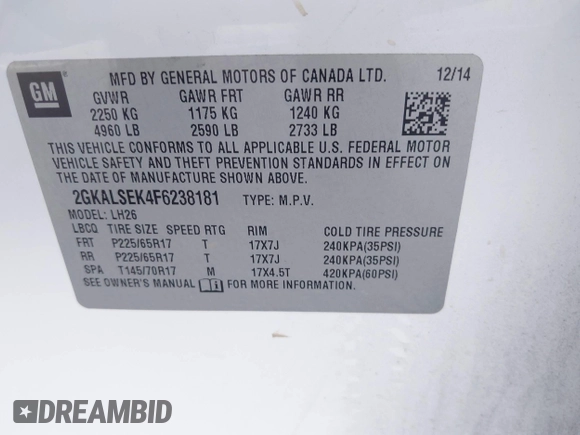 GM
MFD BY GENERAL MOTORS OF CANADA LTD. 12/14
GVWR GAWR FRT GAWR RR
2250 KG 1175 KG 1240 KG
4960 LB 2590 LB 2733 LB
THIS VEHICLE CONFORMS TO ALL APPLICABLE U.S. FEDERAL MOTOR
VEHICLE SAFETY AND THEFT PREVENTION STANDARDS IN EFFECT ON
THE DATE OF MANUFACTURE SHOWN ABOVE.
2GKALSEK4F6238181 TYPE: M.P.V.
MODEL: LH26
LBCQ TIRE SIZE SPEED RTG RIM COLD TIRE PRESSURE
FRT P225/65R17 T 17X7J 240KPA(35PSI)
RR P225/65R17 T 17X7J 240KPA(35PSI)
SPA T145/70R17 M 17X4.5T 420KPA(60PSI)
SEE OWNER'S MANUAL FOR MORE INFORMATION.
DREAMBID